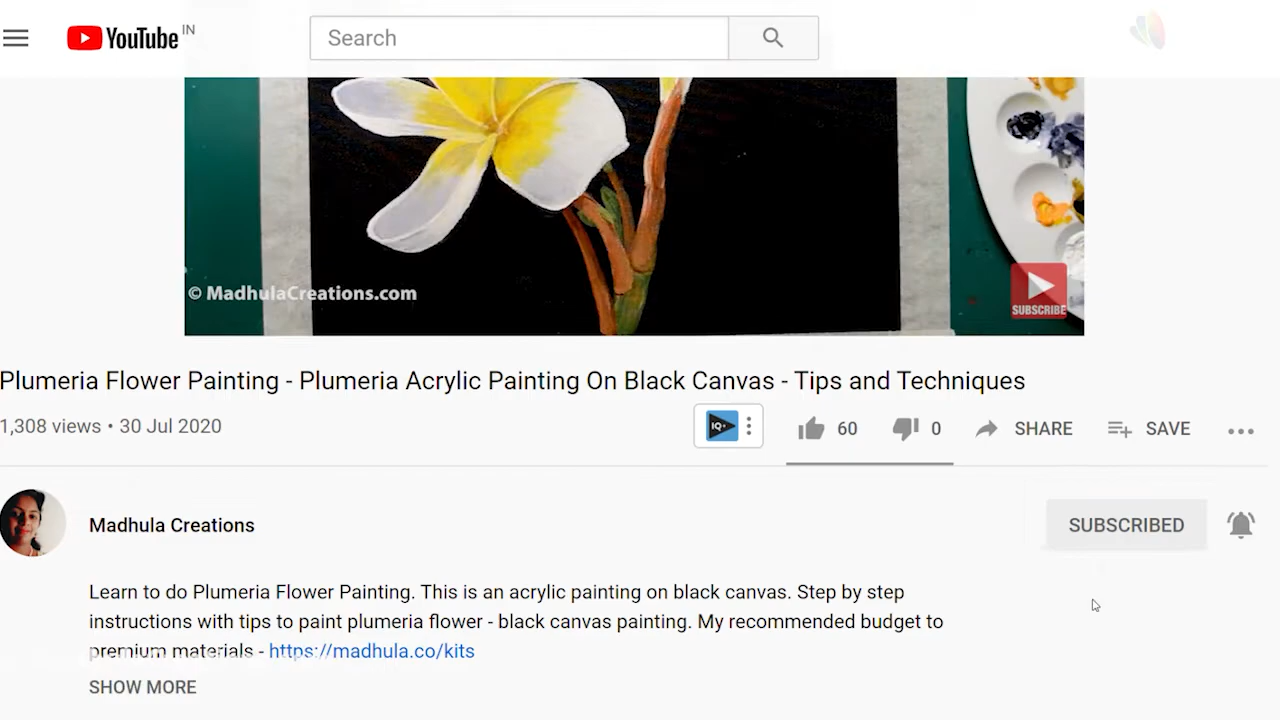 YouTube IN
Search
© MadhulaCreations.com
SUBSCRIBE
Plumeria Flower Painting - Plumeria Acrylic Painting On Black Canvas - Tips and Techniques
1,308 views • 30 Jul 2020
IQ
60
0
SHARE
SAVE
Madhula Creations
SUBSCRIBED
Learn to do Plumeria Flower Painting. This is an acrylic painting on black canvas. Step by step
instructions with tips to paint plumeria flower - black canvas painting. My recommended budget to
premium materials - https://madhula.co/kits
SHOW MORE